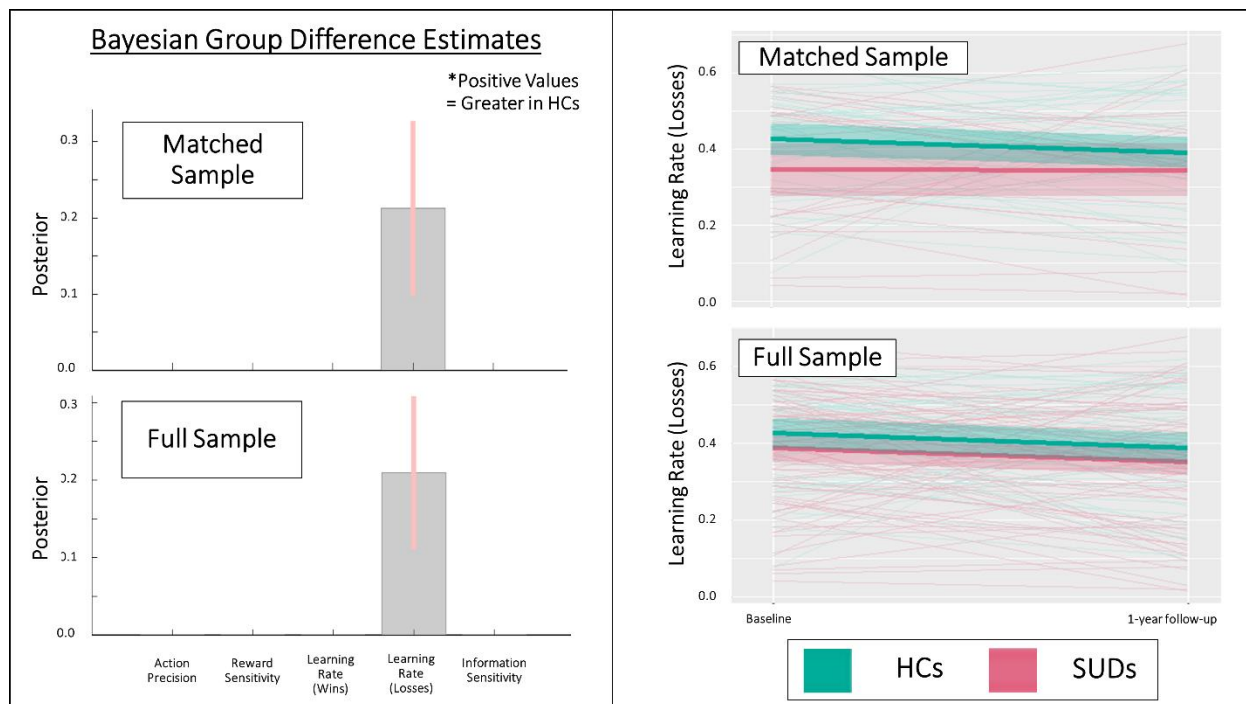 Bayesian Group Difference Estimates
*Positive Values
= Greater in HCs
Matched
Sample
Posterior
0.3
0.2
0.1
0.0
Full Sample
Posterior
0.3
0.2
0.1
0.0
Action
Precision
Reward
Sensitivity
Learning
Rate
(Wins)
Learning
Rate
(Losses)
Information
Sensitivity
Matched Sample
Learning Rate (Losses)
0.6
0.4
0.2
0.0
Full Sample
Learning Rate (Losses)
0.6
0.4
0.2
0.0
Baseline
1-year follow-up
HCs
SUDs